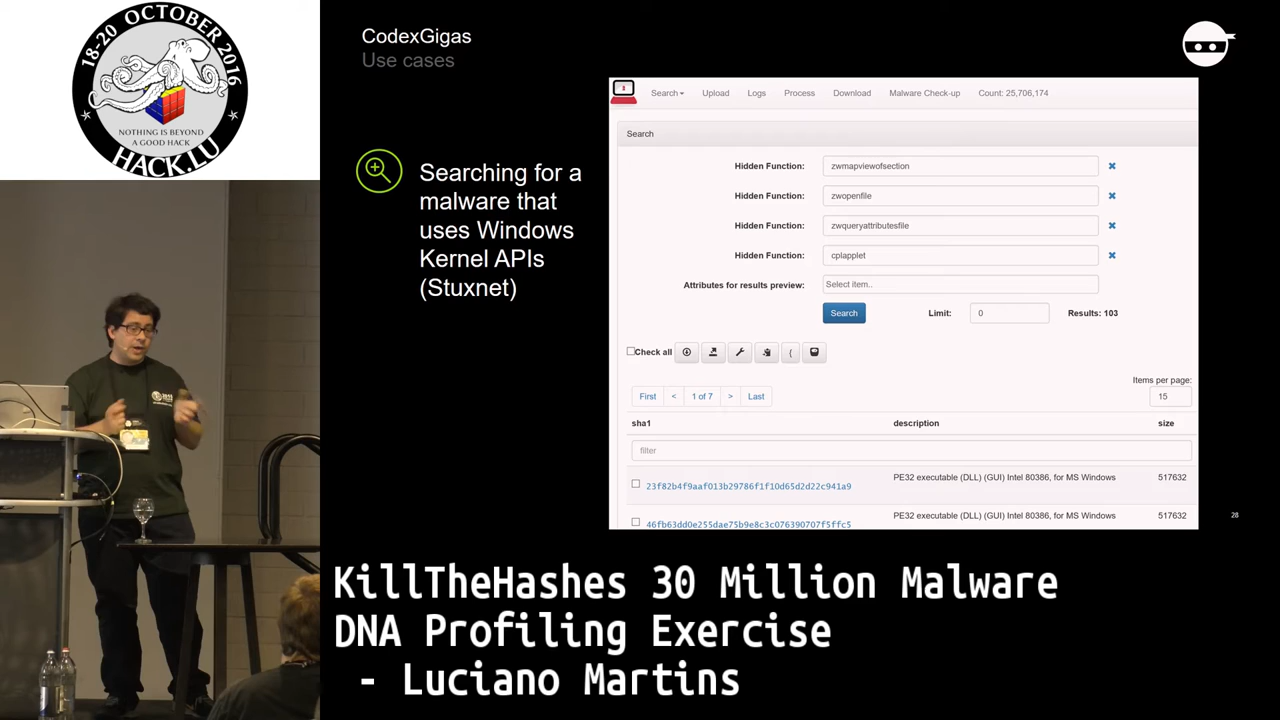 18-20 OCTOBER 2016
NOTHING IS BEYOND
A GOOD HACK
HACK.LU
CodexGigas
Use cases
Searching for a
malware that
uses Windows
Kernel APIs
(Stuxnet)
Search Upload Logs Process Download Malware Check-up Count: 25,706,174
Search
Hidden Function: zwmapviewofsection
Hidden Function: zwopenfile
Hidden Function: zwqueryattributesfile
Hidden Function: cplapplet
Attributes for results preview: Select item..
Search Limit: 0 Results: 103
Check all
Items per page:
First < 1 of 7 > Last 15
sha1 description size
filter
23f82b4f9aaf013b29786f1f10d65d2d22c941a9 PE32 executable (DLL) (GUI) Intel 80386, for MS Windows 517632
46fb63dd0e255dae75b9e8c3c076390707f5ffc5 PE32 executable (DLL) (GUI) Intel 80386, for MS Windows 517632
28
KillTheHashes 30 Million Malware
DNA Profiling Exercise
- Luciano Martins